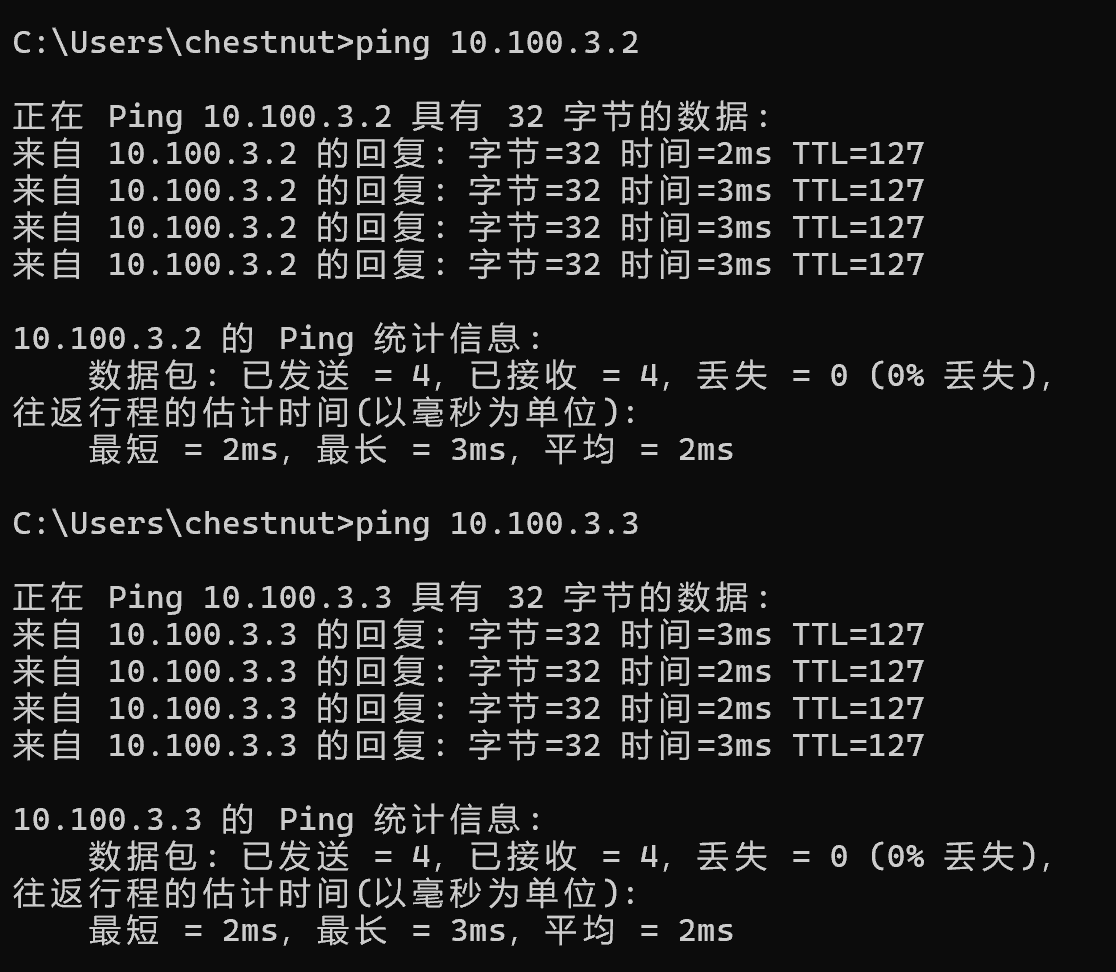 C:\Users\chestnut>ping 10.100.3.2
正在 Ping 10.100.3.2 具有 32 字节的数据:
来自 10.100.3.2 的回复: 字节=32 时间=2ms TTL=127
来自 10.100.3.2 的回复: 字节=32 时间=3ms TTL=127
来自 10.100.3.2 的回复: 字节=32 时间=3ms TTL=127
来自 10.100.3.2 的回复: 字节=32 时间=3ms TTL=127
10.100.3.2 的 Ping 统计信息:
    数据包: 已发送 = 4, 已接收 = 4, 丢失 = 0 (0% 丢失),
往返行程的估计时间(以毫秒为单位):
    最短 = 2ms, 最长 = 3ms, 平均 = 2ms
C:\Users\chestnut>ping 10.100.3.3
正在 Ping 10.100.3.3 具有 32 字节的数据:
来自 10.100.3.3 的回复: 字节=32 时间=3ms TTL=127
来自 10.100.3.3 的回复: 字节=32 时间=2ms TTL=127
来自 10.100.3.3 的回复: 字节=32 时间=2ms TTL=127
来自 10.100.3.3 的回复: 字节=32 时间=3ms TTL=127
10.100.3.3 的 Ping 统计信息:
    数据包: 已发送 = 4, 已接收 = 4, 丢失 = 0 (0% 丢失),
往返行程的估计时间(以毫秒为单位):
    最短 = 2ms, 最长 = 3ms, 平均 = 2ms